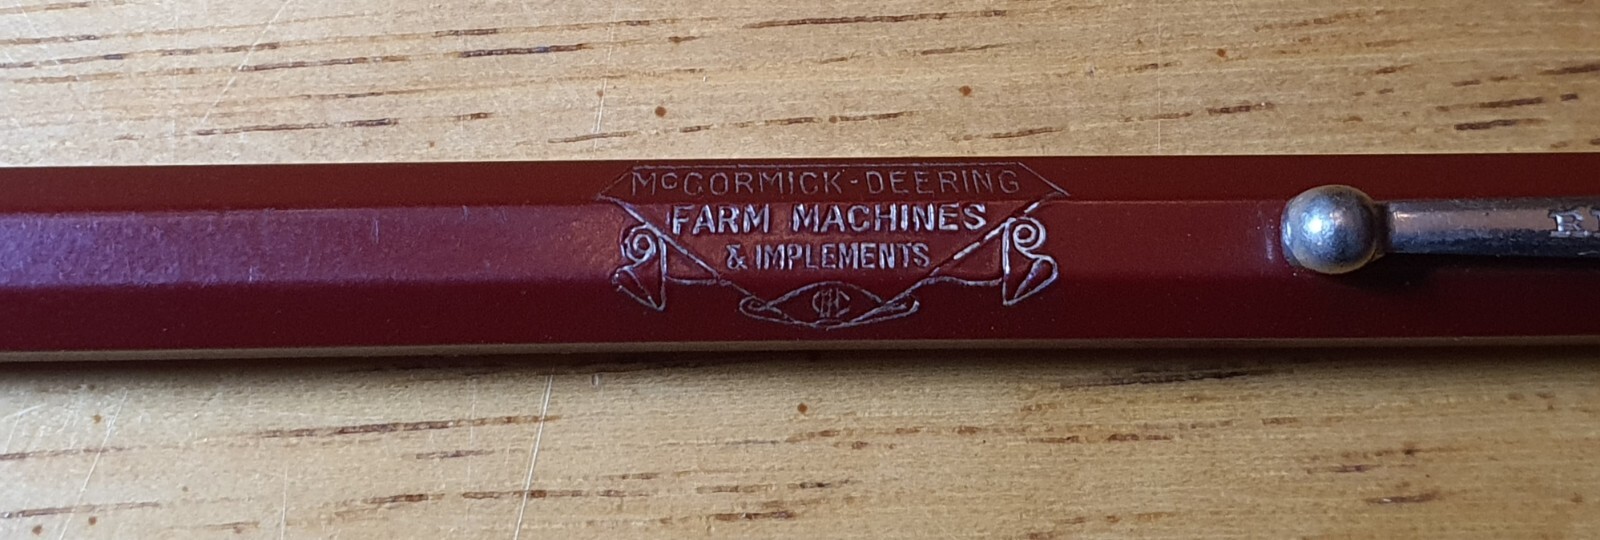 McCORMICK-DEERING
FARM MACHINES
& IMPLEMENTS
IHC